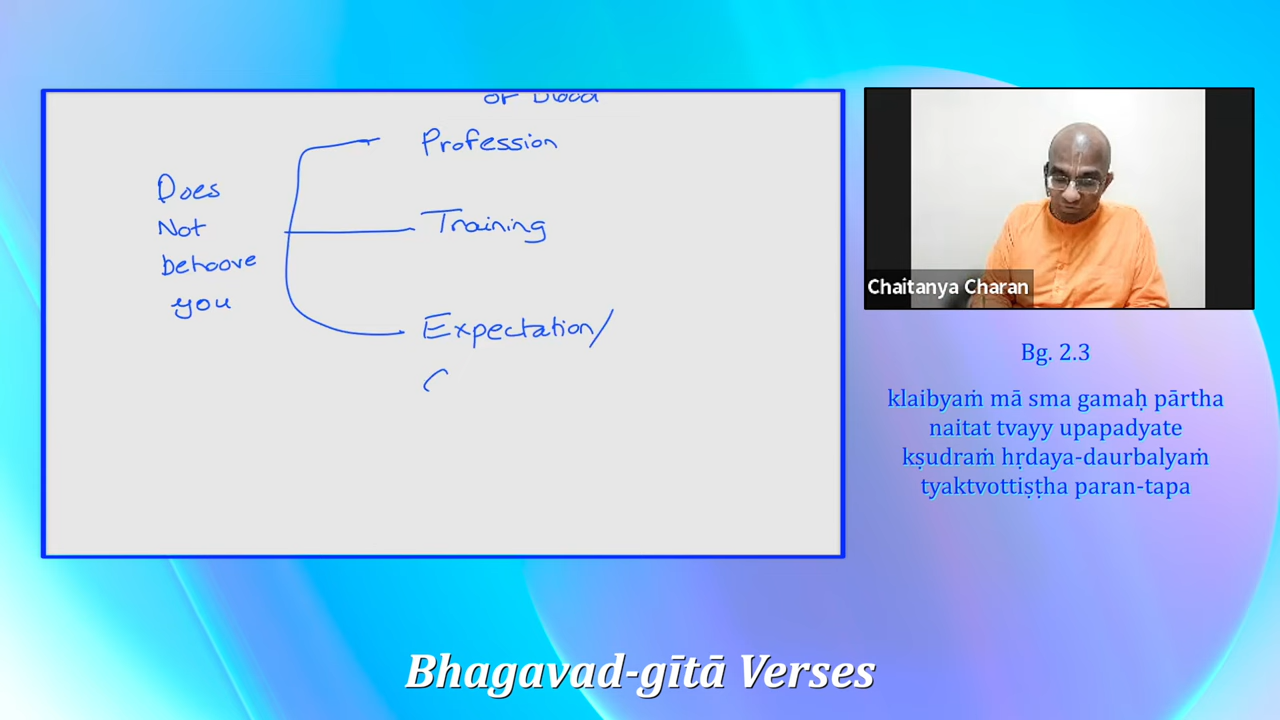 Profession
Does
Not
behoove
you
Training
Expectation/
Chaitanya Charan
Bg. 2.3
klaibyaṁ mā sma gamaḥ pārtha
naitat tvayy upapadyate
kṣudraṁ hṛdaya-daurbalyaṁ
tyaktvottiṣṭha paran-tapa
Bhagavad-gītā Verses